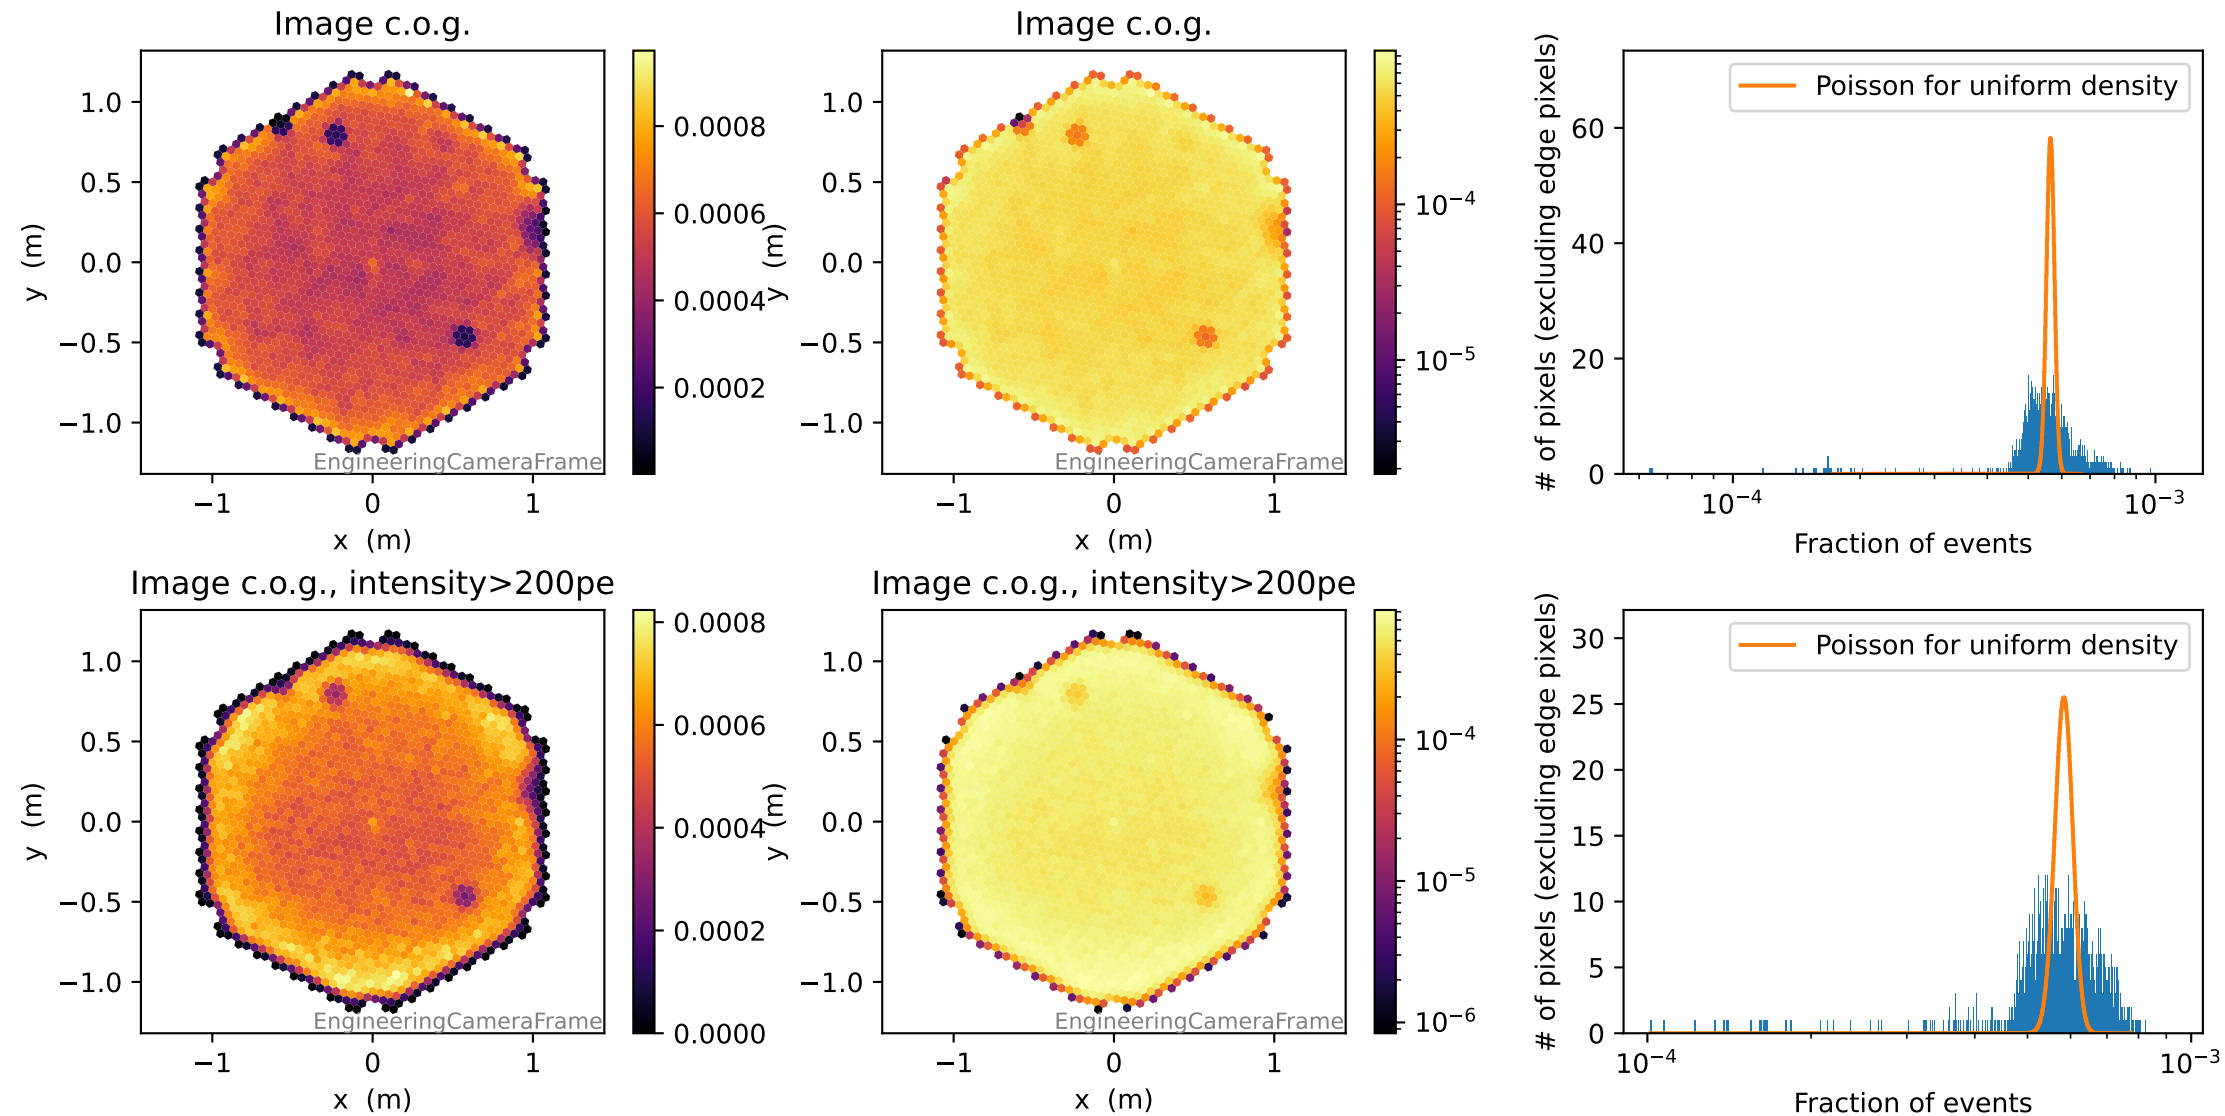 Image c.o.g.
y (m)
1.0
0.5
0.0
−0.5
−1.0
−1
0
1
x (m)
EngineeringCameraFrame
0.0008
0.0006
0.0004
0.0002
Image c.o.g.
y (m)
1.0
0.5
0.0
−0.5
−1.0
−1
0
1
x (m)
EngineeringCameraFrame
10⁻⁴
10⁻⁵
# of pixels (excluding edge pixels)
60
40
20
0
Poisson for uniform density
10⁻⁴
10⁻³
Fraction of events
Image c.o.g., intensity>200pe
y (m)
1.0
0.5
0.0
−0.5
−1.0
−1
0
1
x (m)
EngineeringCameraFrame
0.0008
0.0006
0.0004
0.0002
0.0000
Image c.o.g., intensity>200pe
y (m)
1.0
0.5
0.0
−0.5
−1.0
−1
0
1
x (m)
EngineeringCameraFrame
10⁻⁴
10⁻⁵
10⁻⁶
# of pixels (excluding edge pixels)
30
25
20
15
10
5
0
Poisson for uniform density
10⁻⁴
10⁻³
Fraction of events